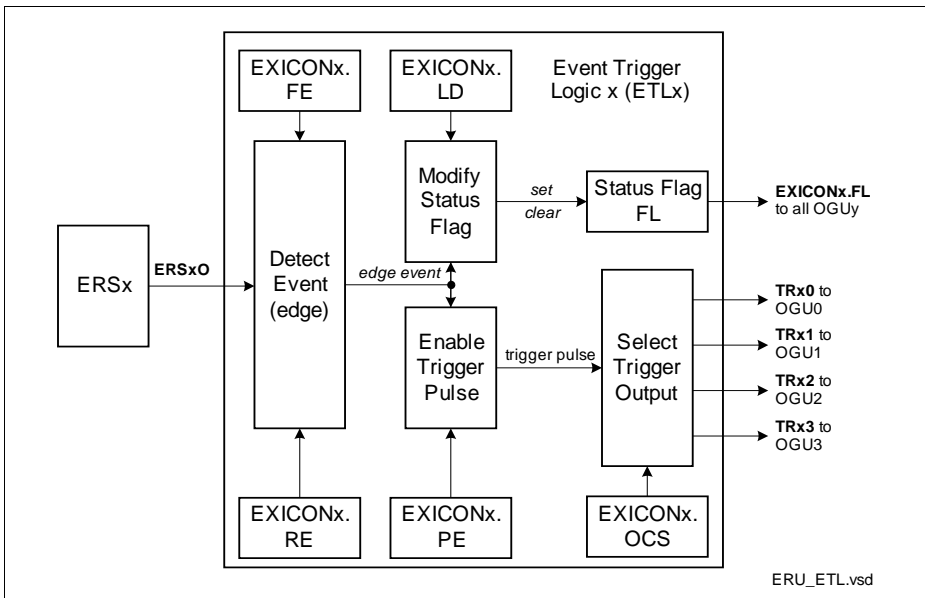 EXICONx.
FE
EXICONx.
LD
Event Trigger
Logic x (ETLx)
ERSx
ERSxO
Detect
Event
(edge)
edge event
Modify
Status
Flag
set
clear
Status Flag
FL
EXICONx.FL
to all OGUy
Enable
Trigger
Pulse
trigger pulse
Select
Trigger
Output
TRx0 to
OGU0
TRx1 to
OGU1
TRx2 to
OGU2
TRx3 to
OGU3
EXICONx.
RE
EXICONx.
PE
EXICONx.
OCS
ERU_ETL.vsd